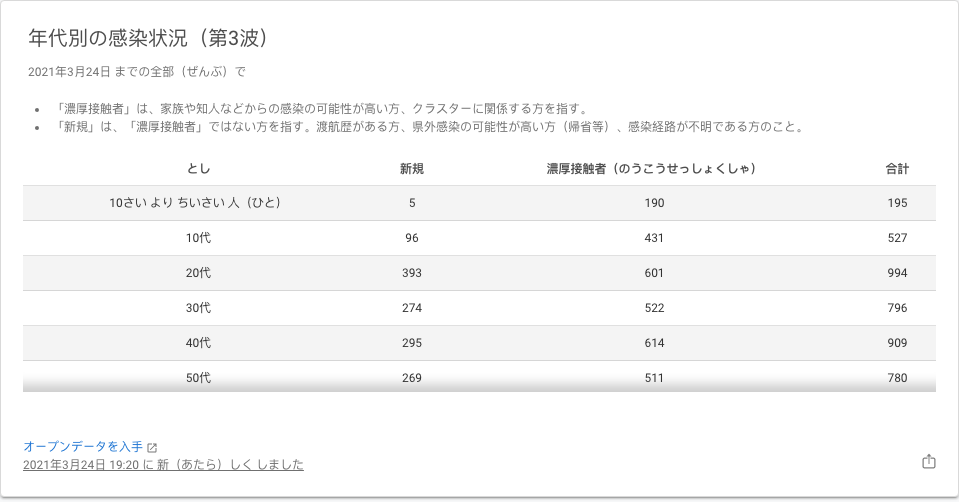 年代別の感染状況（第3波）
2021年3月24日 までの全部（ぜんぶ）で
• 「濃厚接触者」は、家族や知人などからの感染の可能性が高い方、クラスターに関係する方を指す。
• 「新規」は、「濃厚接触者」ではない方を指す。渡航歴がある方、県外感染の可能性が高い方（帰省等）、感染経路が不明である方のこと。
とし 新規 濃厚接触者（のうこうせっしょくしゃ） 合計
10さい より ちいさい 人（ひと） 5 190 195
10代 96 431 527
20代 393 601 994
30代 274 522 796
40代 295 614 909
50代 269 511 780
オープンデータを入手
2021年3月24日 19:20 に 新（あたら）しく しました